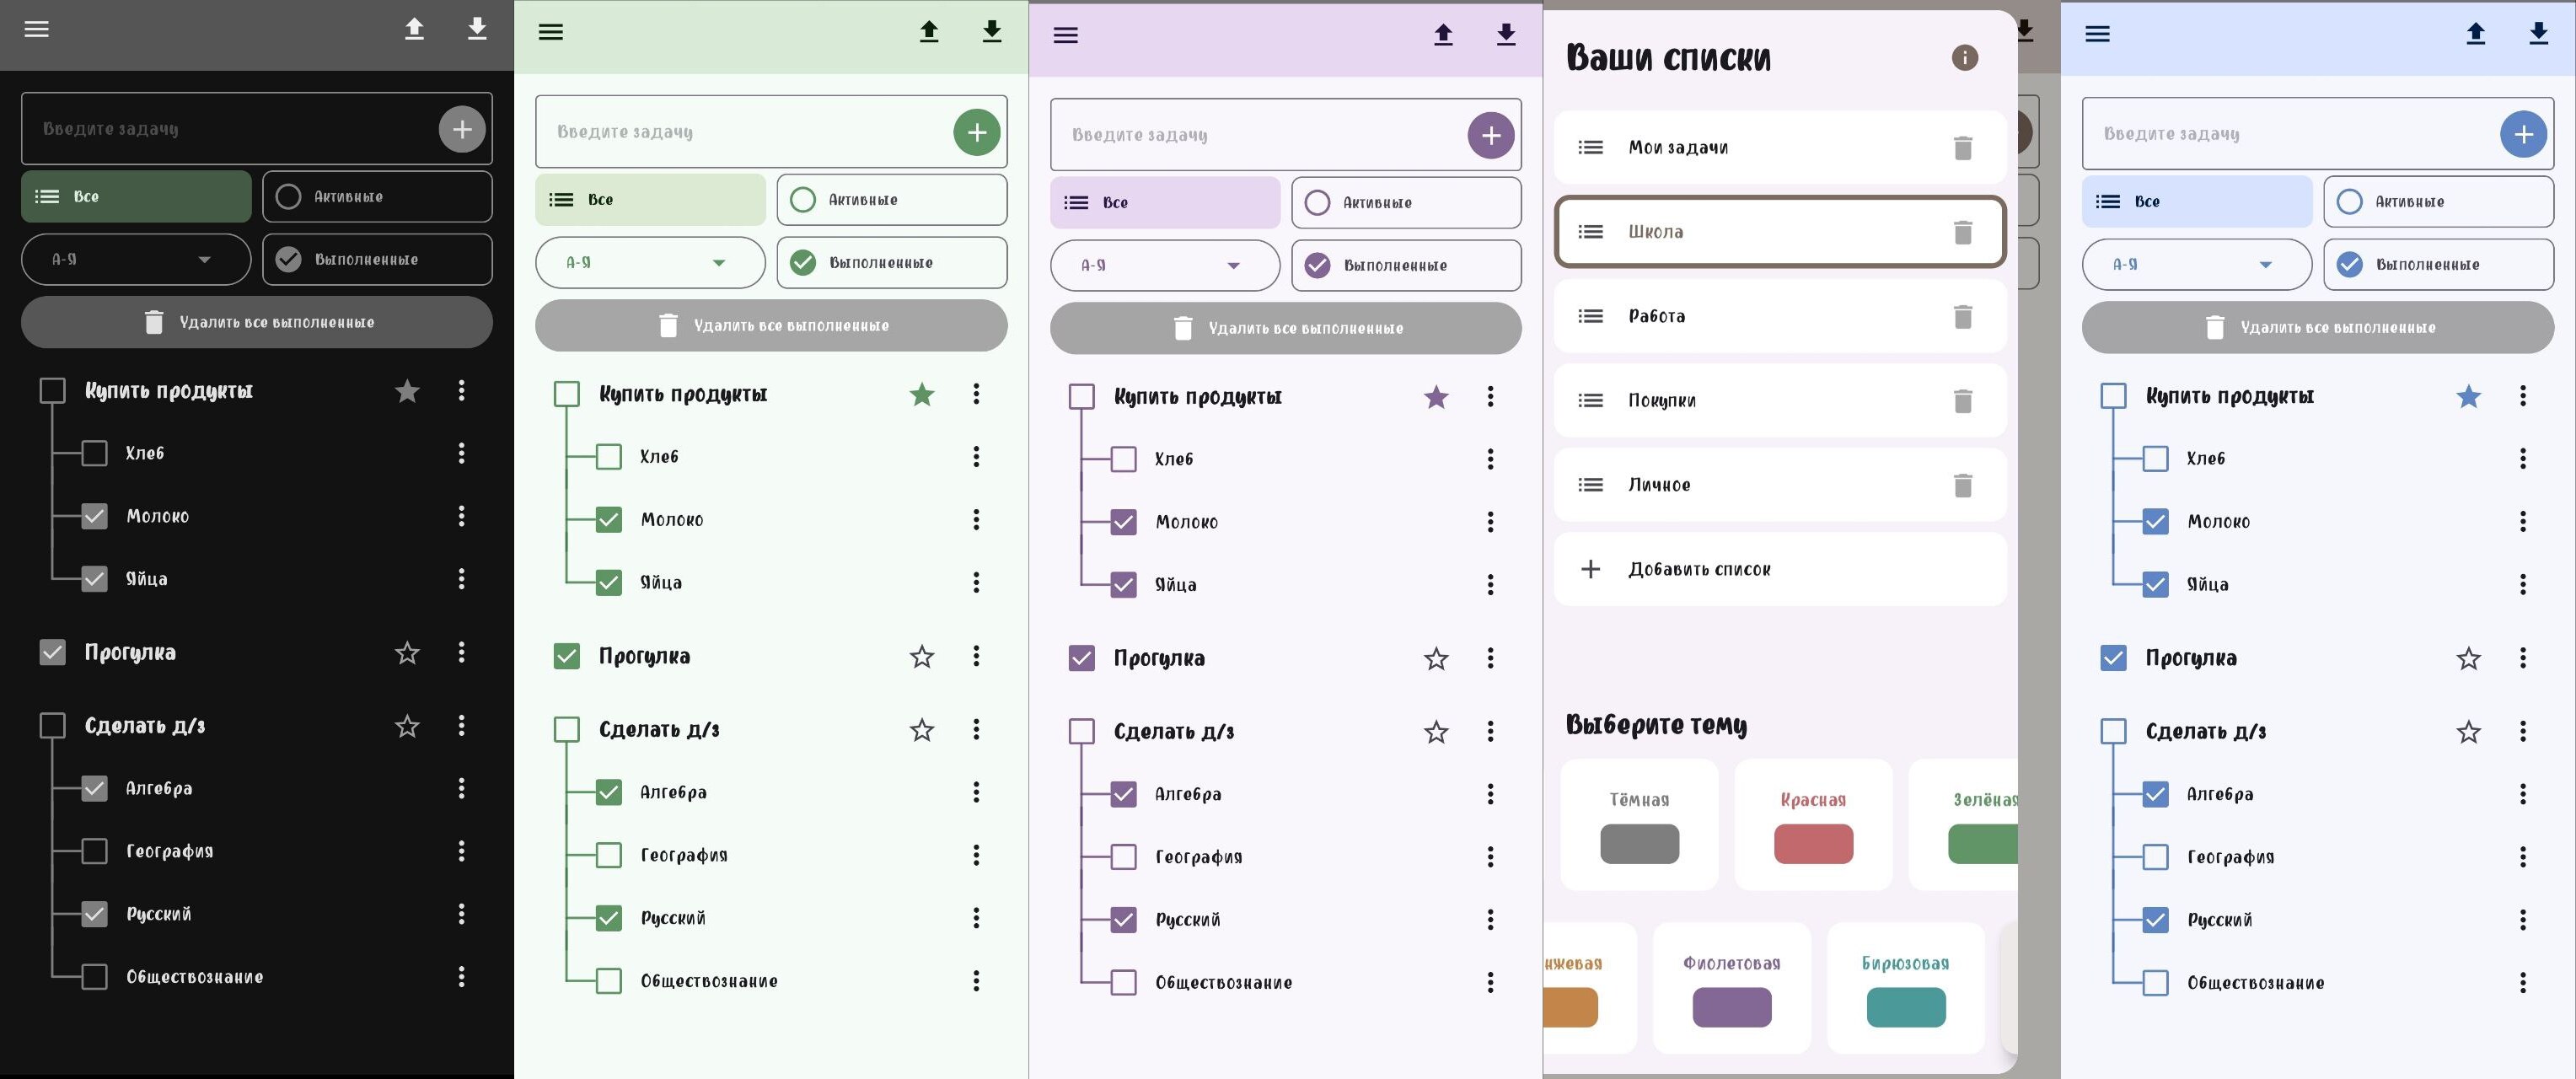 Введите задачу
Все
Активные
А-Я
Выполненные
Удалить все выполненные
Купить продукты
Хлеб
Молоко
Яйца
Прогулка
Сделать д/з
Алгебра
География
Русский
Обществознание
Введите задачу
Все
Активные
А-Я
Выполненные
Удалить все выполненные
Купить продукты
Хлеб
Молоко
Яйца
Прогулка
Сделать д/з
Алгебра
География
Русский
Обществознание
Введите задачу
Все
Активные
А-Я
Выполненные
Удалить все выполненные
Купить продукты
Хлеб
Молоко
Яйца
Прогулка
Сделать д/з
Алгебра
География
Русский
Обществознание
Ваши списки
Мои задачи
Школа
Работа
Покупки
Личное
Добавить список
Выберите тему
Тёмная
Красная
Зелёная
нжевая
Фиолетовая
Бирюзовая
Введите задачу
Все
Активные
А-Я
Выполненные
Удалить все выполненные
Купить продукты
Хлеб
Молоко
Яйца
Прогулка
Сделать д/з
Алгебра
География
Русский
Обществознание